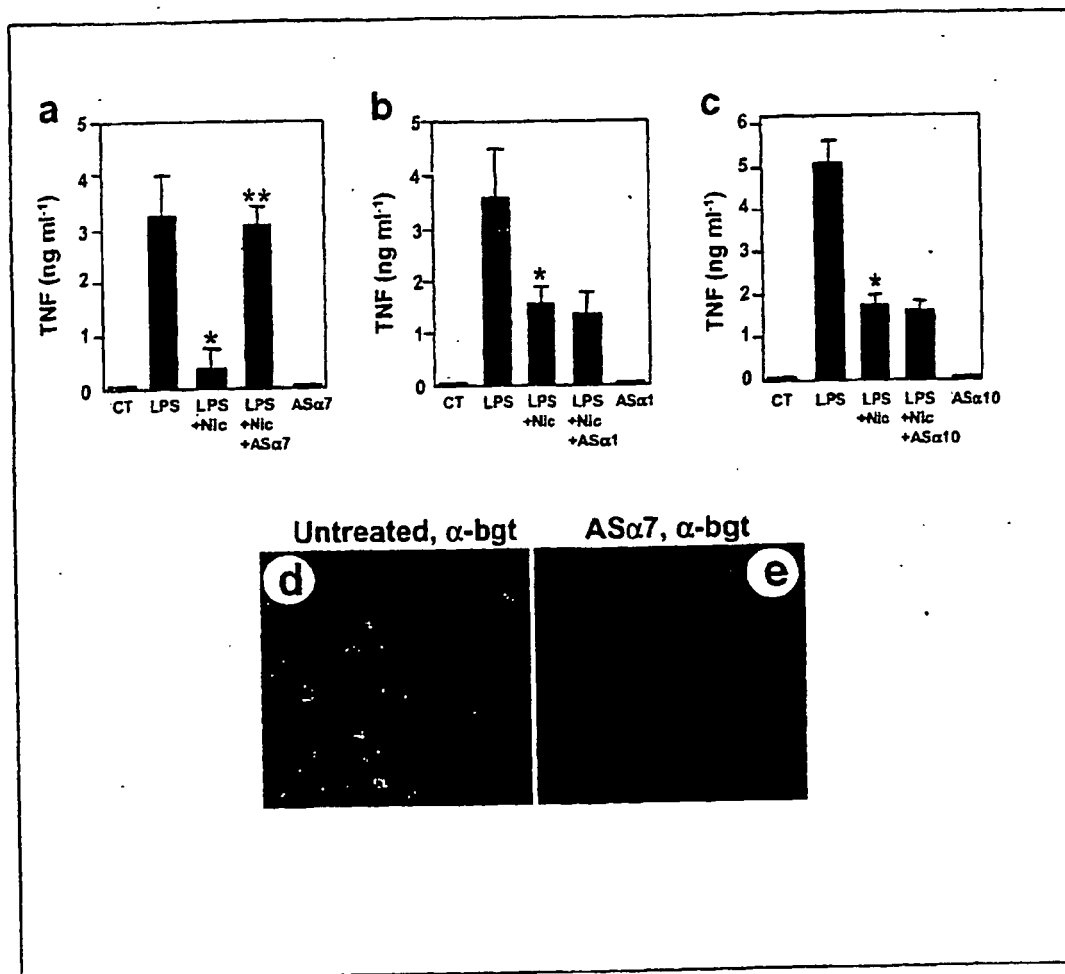 a
TNF (ng ml-1)
5
4
3
2
1
0
*
**
CT LPS LPS +Nic LPS +Nic +ASα7 ASα7
b
TNF (ng ml-1)
5
4
3
2
1
0
*
CT LPS LPS +Nic LPS +Nic +ASα1 ASα1
c
TNF (ng ml-1)
6
5
4
3
2
1
0
*
CT LPS LPS +Nic LPS +Nic +ASα10 ASα10
Untreated, α-bgt
d
ASα7, α-bgt
e